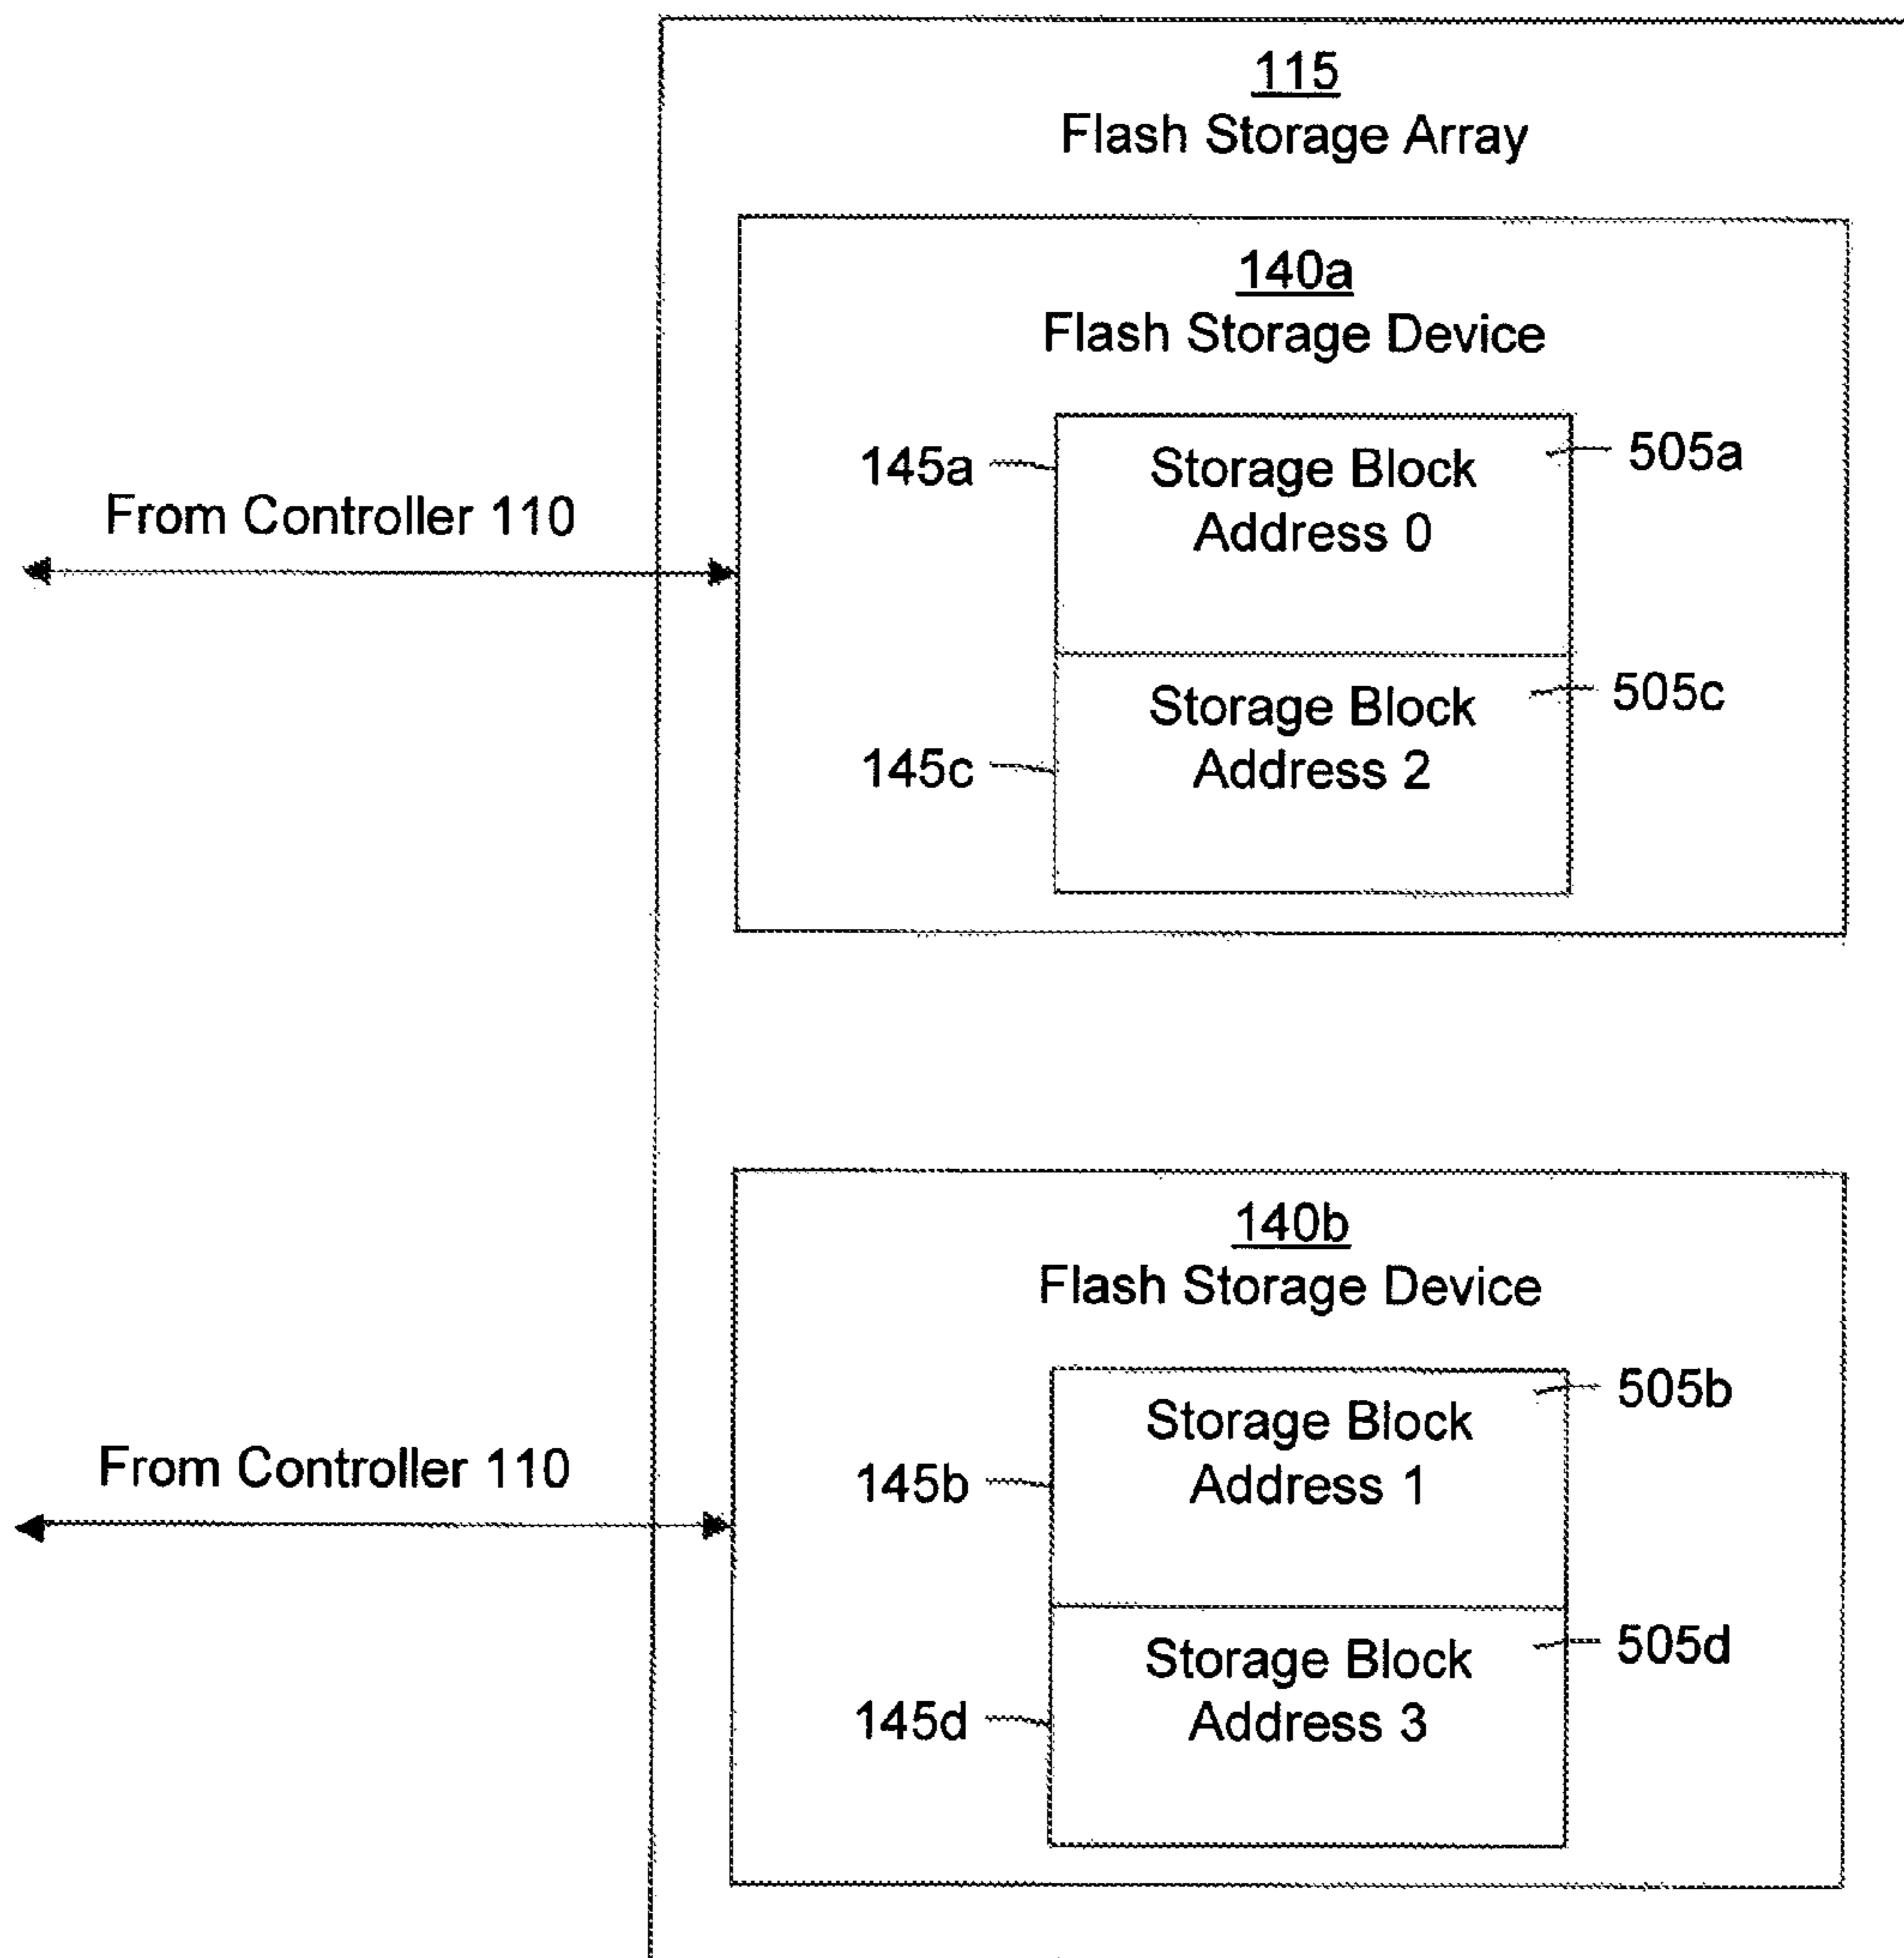 115
Flash Storage Array
140a
Flash Storage Device
145a
Storage Block
Address 0
505a
From Controller 110
145c
Storage Block
Address 2
505c
140b
Flash Storage Device
145b
Storage Block
Address 1
505b
From Controller 110
145d
Storage Block
Address 3
505d